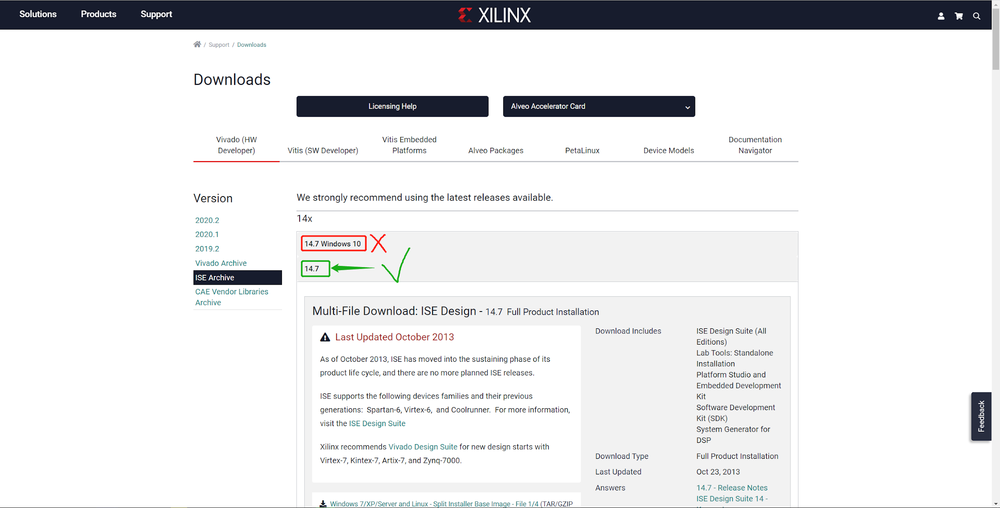 Solutions
Products
Support
XILINX
/ Support / Downloads
Downloads
Licensing Help
Alveo Accelerator Card
Vivado (HW
Developer)
Vitis (SW Developer)
Vitis Embedded
Platforms
Alveo Packages
PetaLinux
Device Models
Documentation
Navigator
Version
2020.2
2020.1
2019.2
Vivado Archive
ISE Archive
CAE Vendor Libraries
Archive
We strongly recommend using the latest releases available.
14x
14.7 Windows 10
14.7
Multi-File Download: ISE Design - 14.7 Full Product Installation
Last Updated October 2013
As of October 2013, ISE has moved into the sustaining phase of its
product life cycle, and there are no more planned ISE releases.
ISE supports the following devices families and their previous
generations: Spartan-6, Virtex-6, and Coolrunner. For more information,
visit the ISE Design Suite
Xilinx recommends Vivado Design Suite for new design starts with
Virtex-7, Kintex-7, Artix-7, and Zynq-7000.
Windows 7/XP/Server and Linux - Split Installer Base Image - File 1/4 (TAR/GZIP
Download Includes
ISE Design Suite (All
Editions)
Lab Tools: Standalone
Installation
Platform Studio and
Embedded Development
Kit
Software Development
Kit (SDK)
System Generator for
DSP
Download Type
Full Product Installation
Last Updated
Oct 23, 2013
Answers
14.7 - Release Notes
ISE Design Suite 14 -
Feedback